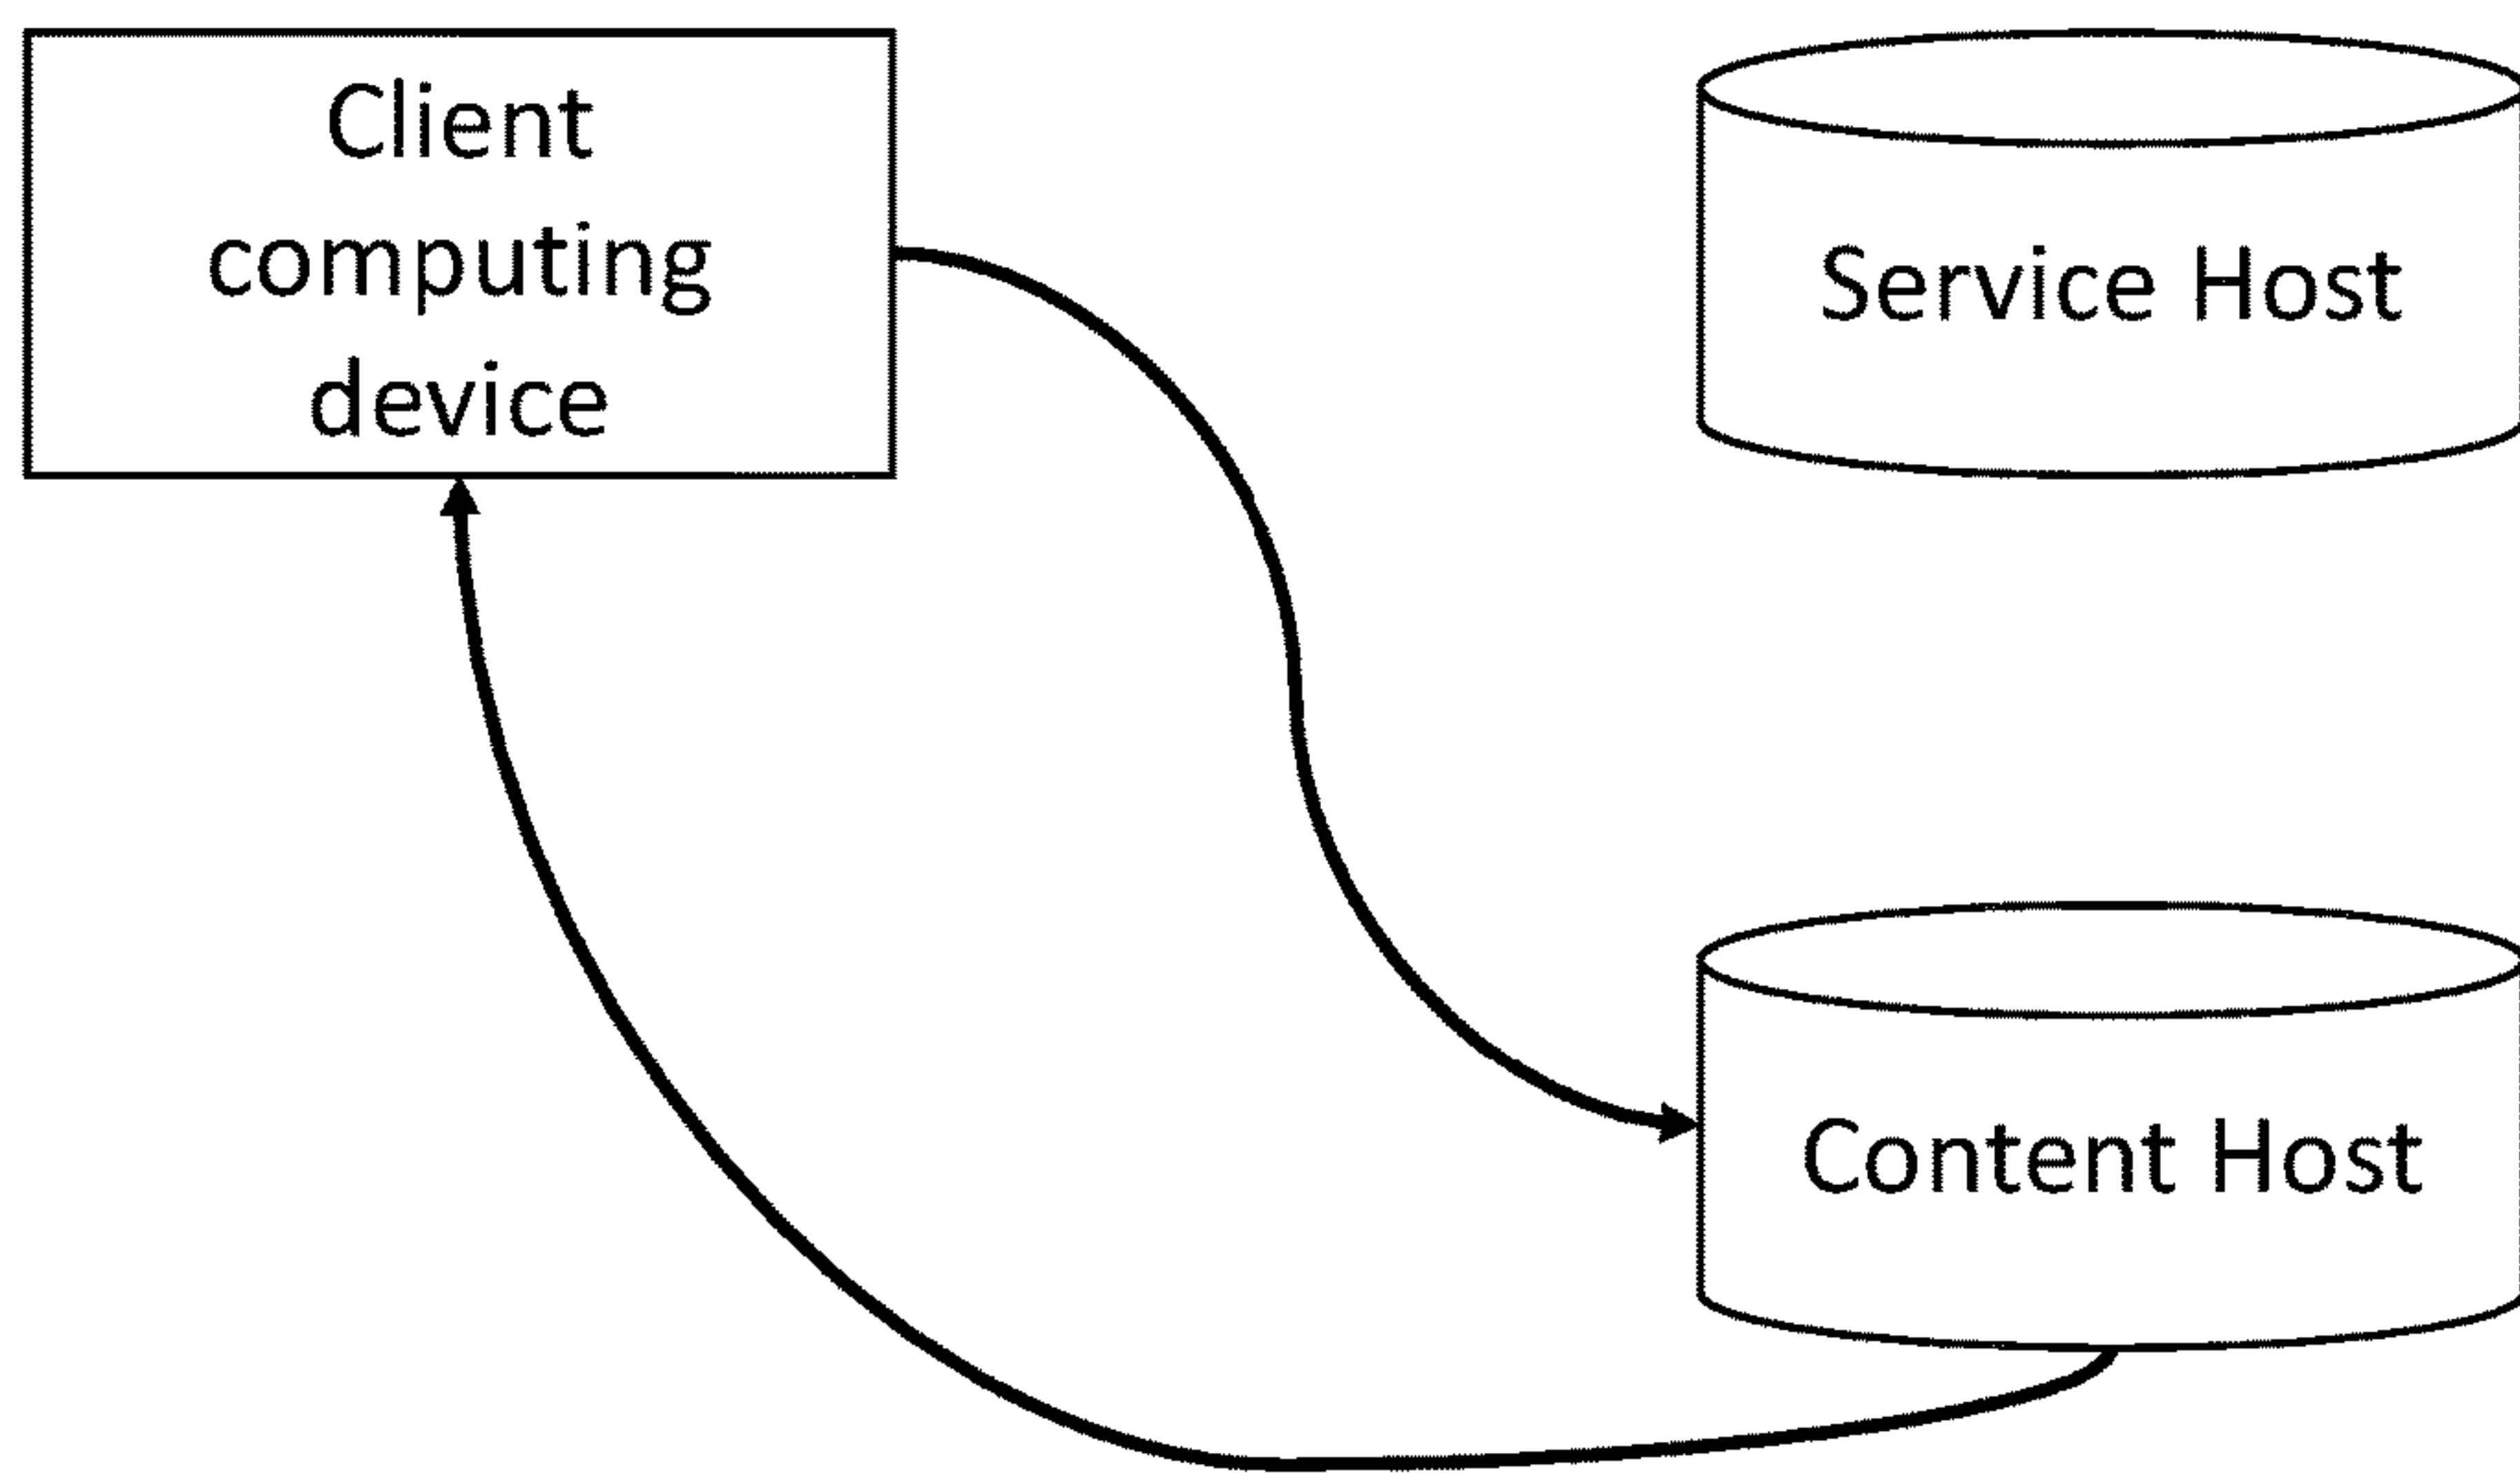 Client
computing
device
Service Host
Content Host